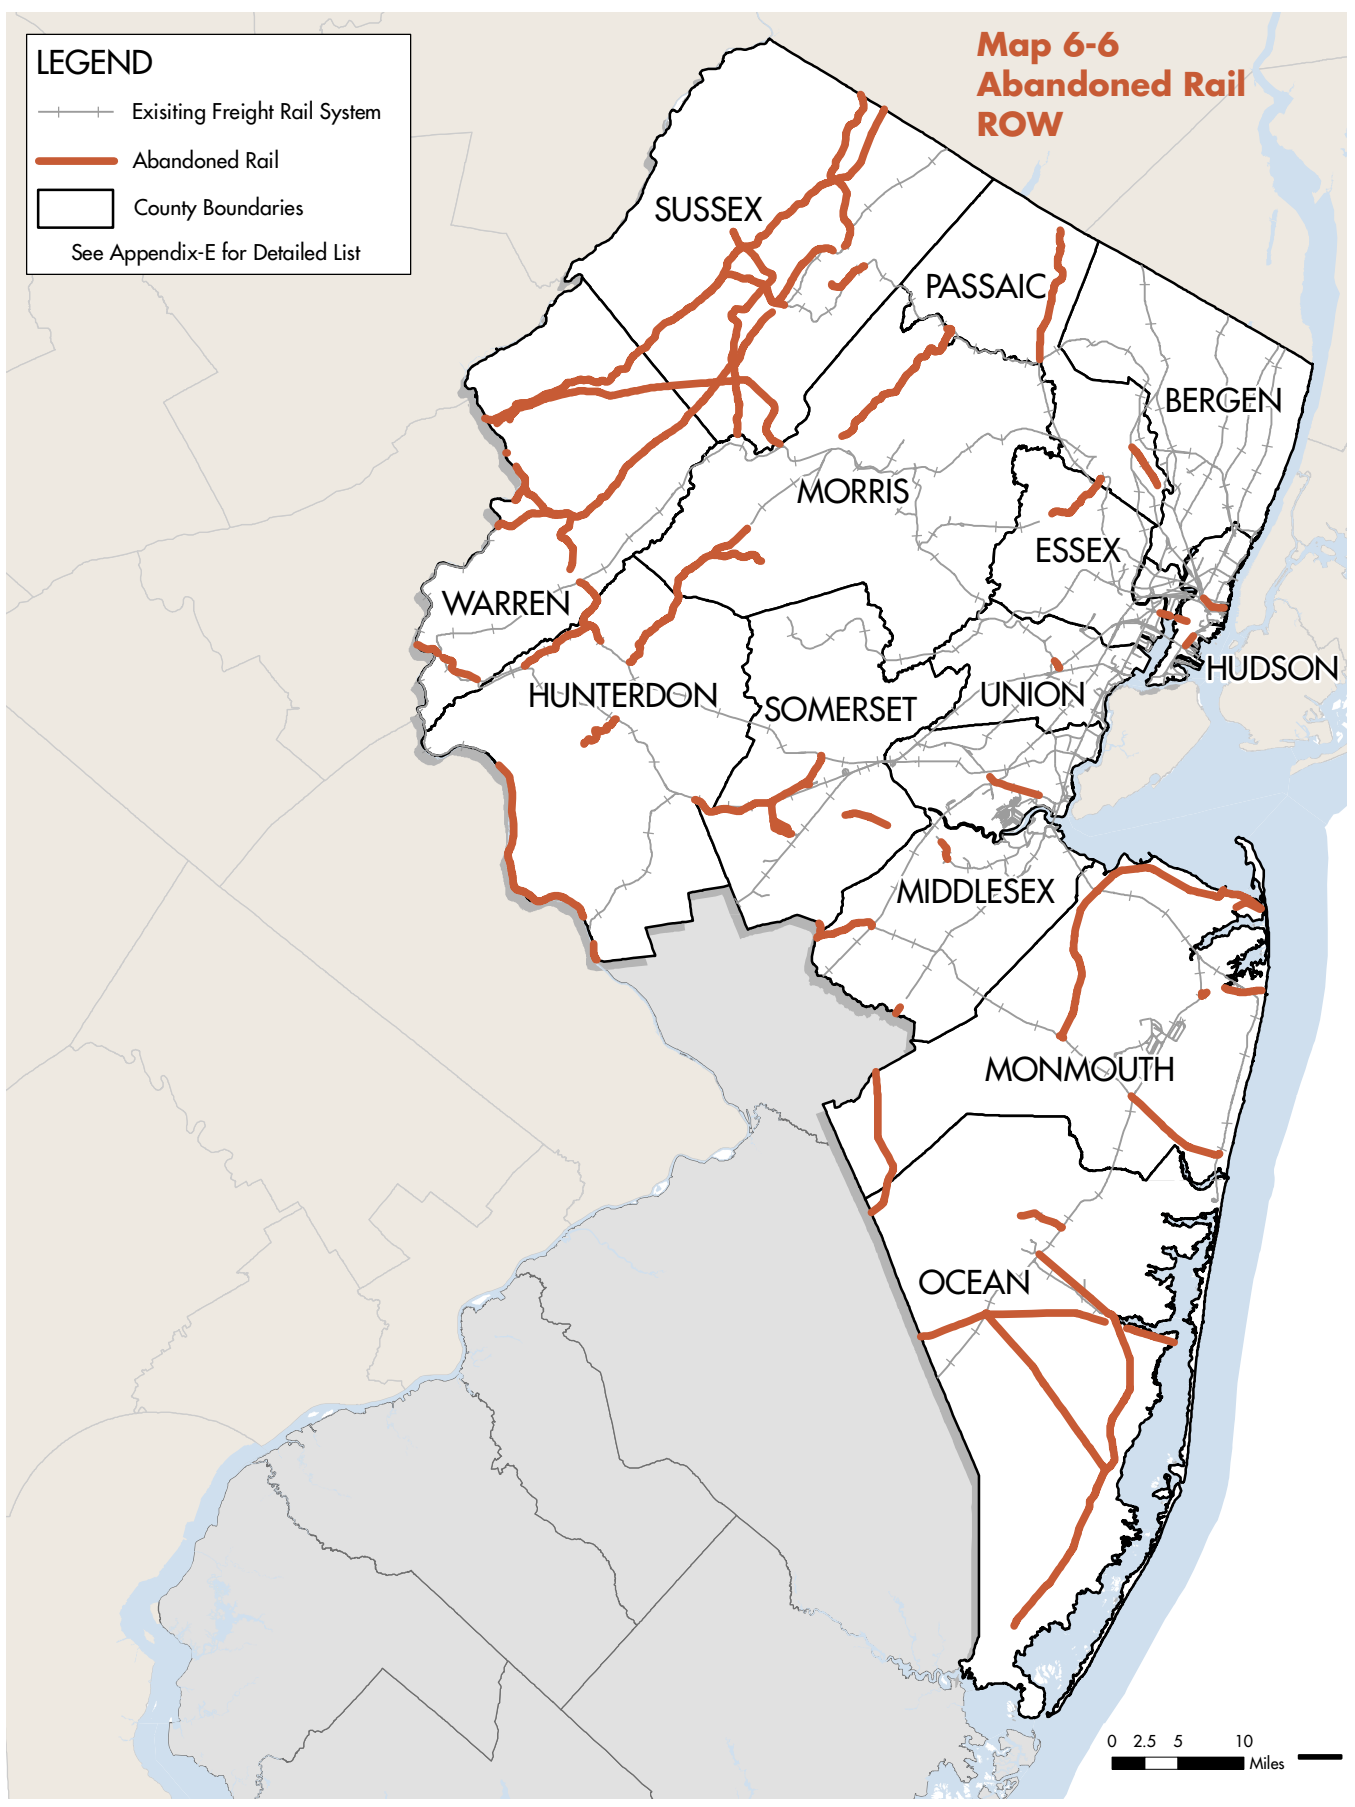 Map 6-6
Abandoned Rail
ROW
LEGEND
Exisiting Freight Rail System
Abandoned Rail
County Boundaries
See Appendix-E for Detailed List
SUSSEX
PASSAIC
BERGEN
MORRIS
ESSEX
WARREN
HUDSON
HUNTERDON
SOMERSET
UNION
MIDDLESEX
MONMOUTH
OCEAN
0 2.5 5 10
Miles